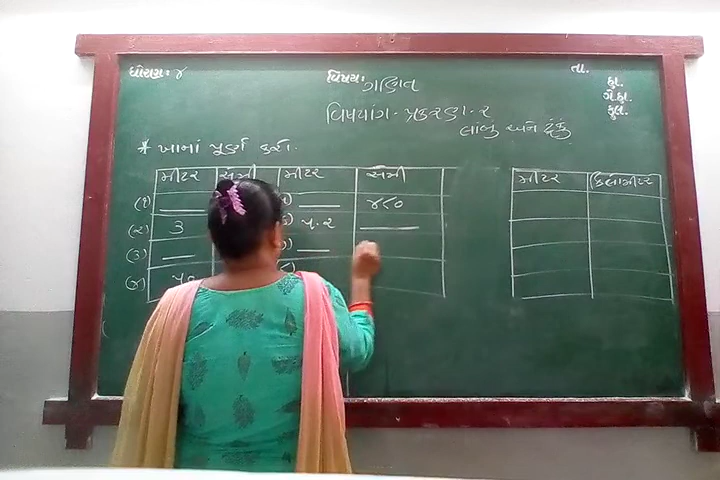 ધોરણ: ૪
વિષય: ગણિત
તા.
હા.
ગે.હા.
કુલ.
વિષયાંગ - પ્રકરણ - ૨
લાંબુ અને ટૂંકું
* ખાનાં પૂર્ણ કરો.
મીટર સેમી મીટર સેમી
(૧) ૪૮૦
(૨) ૩ ૫.૨
(૩)
(૪)
મીટર કિલોમીટર